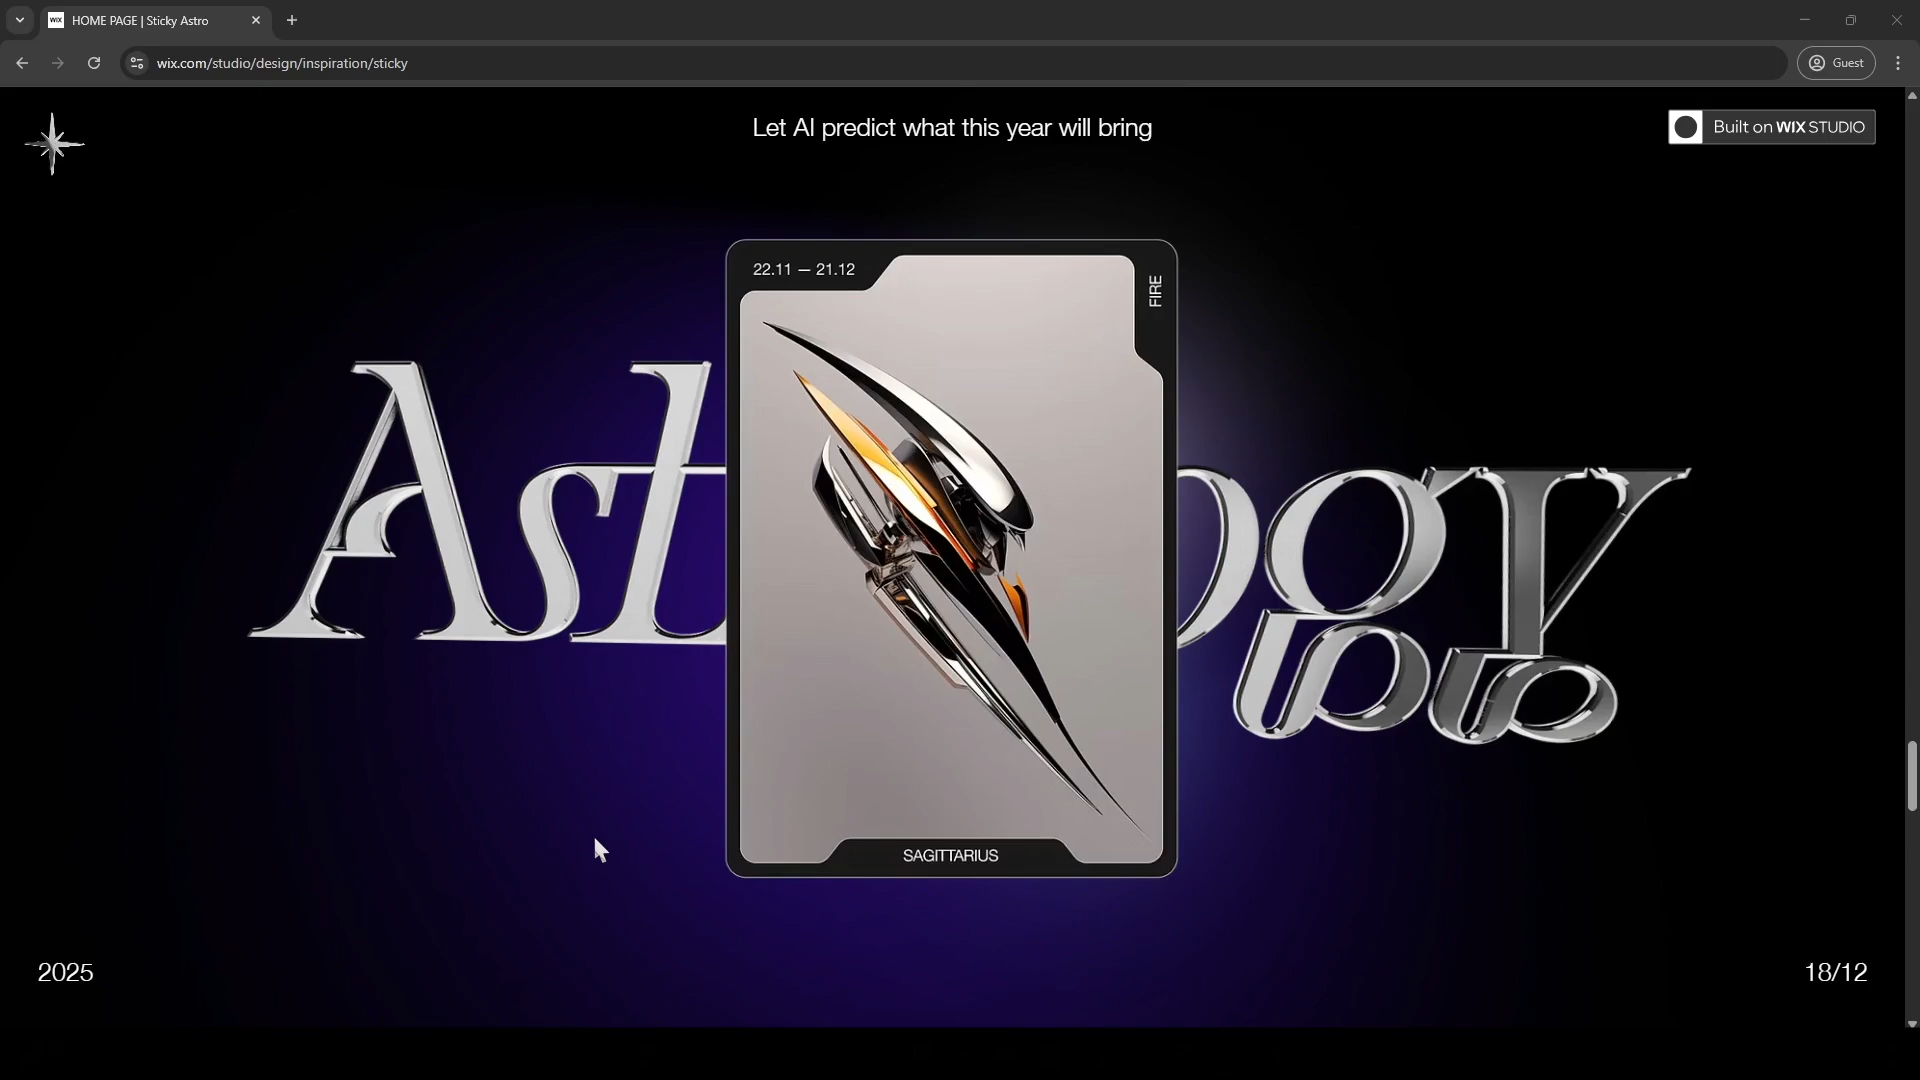 WIX HOME PAGE | Sticky Astro
wix.com/studio/design/inspiration/sticky
Guest
Let AI predict what this year will bring
Built on WIX STUDIO
22.11 — 21.12
FIRE
SAGITTARIUS
2025
18/12